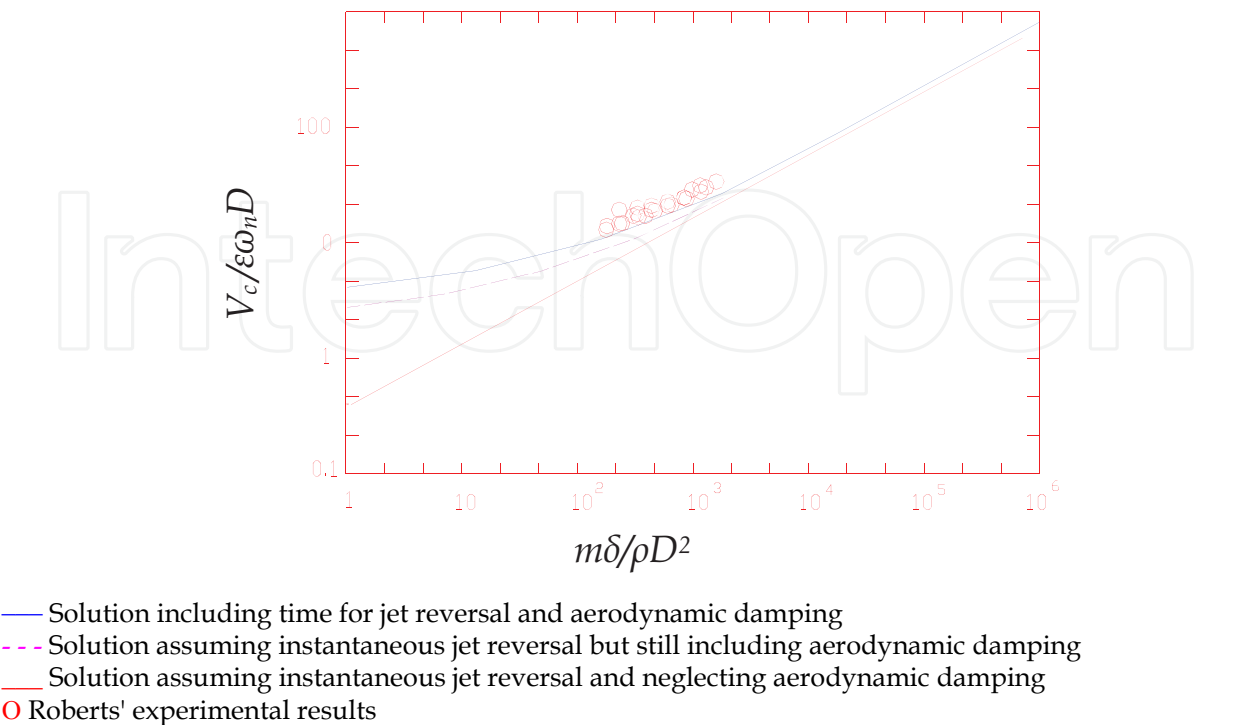 100
0
1
0.1
1 10 10² 10³ 10⁴ 10⁵ 10⁶
V_c/εω_nD
mδ/ρD²
IntechOpen
Solution including time for jet reversal and aerodynamic damping
Solution assuming instantaneous jet reversal but still including aerodynamic damping
Solution assuming instantaneous jet reversal and neglecting aerodynamic damping
O Roberts' experimental results